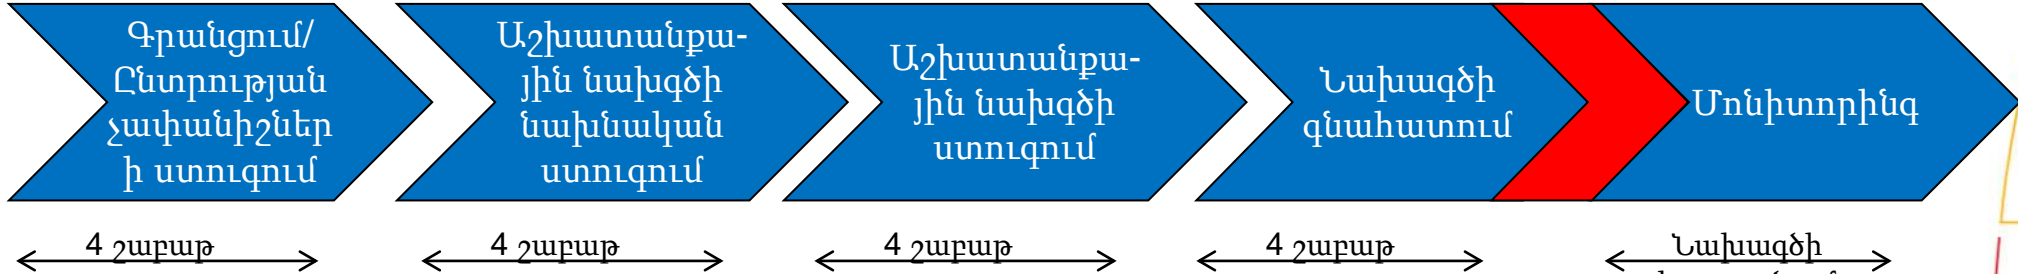 Գրանցում/
Ընտրության
չափանիշներ
ի ստուգում
Աշխատանքա-
յին նախգծի
նախնական
ստուգում
Աշխատանքա-
յին նախգծի
ստուգում
Նախագծի
գնահատում
Մոնիտորինգ
4 շաբաթ
4 շաբաթ
4 շաբաթ
4 շաբաթ
Նախագծի